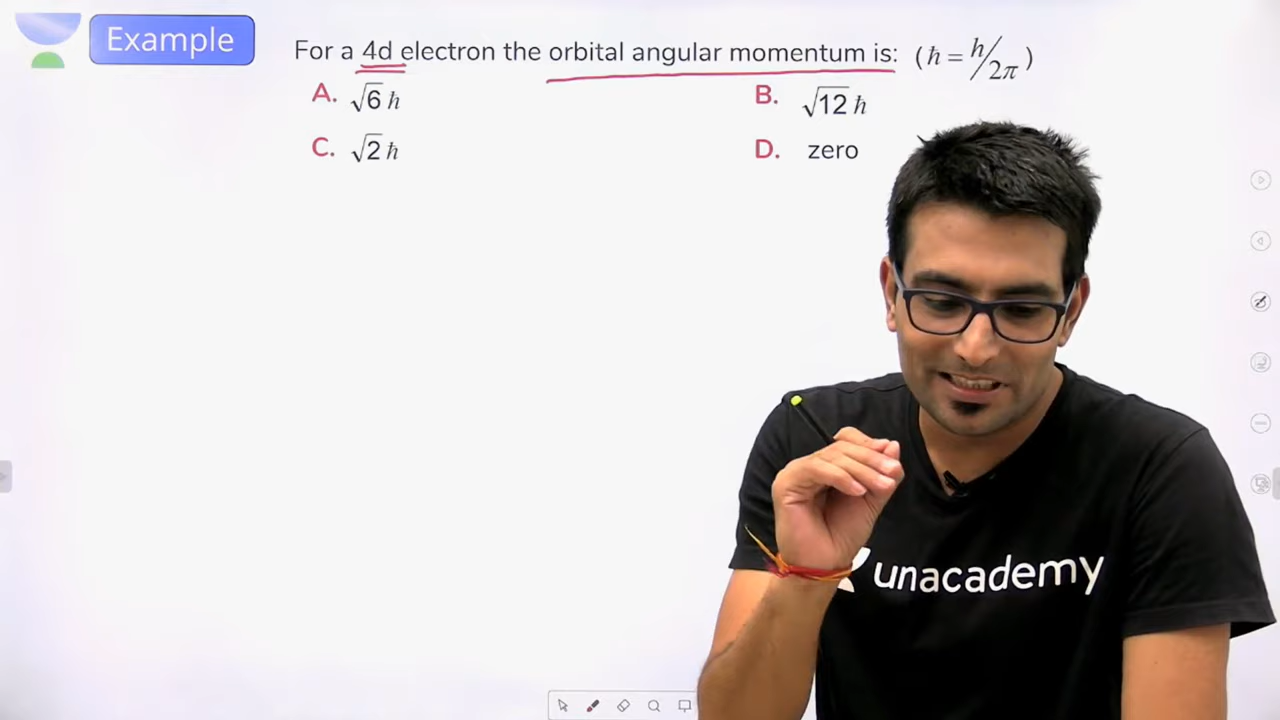 Example
For a 4d electron the orbital angular momentum is: (ħ = h/2π)
A. √6 ħ
B. √12 ħ
C. √2 ħ
D. zero
unacademy